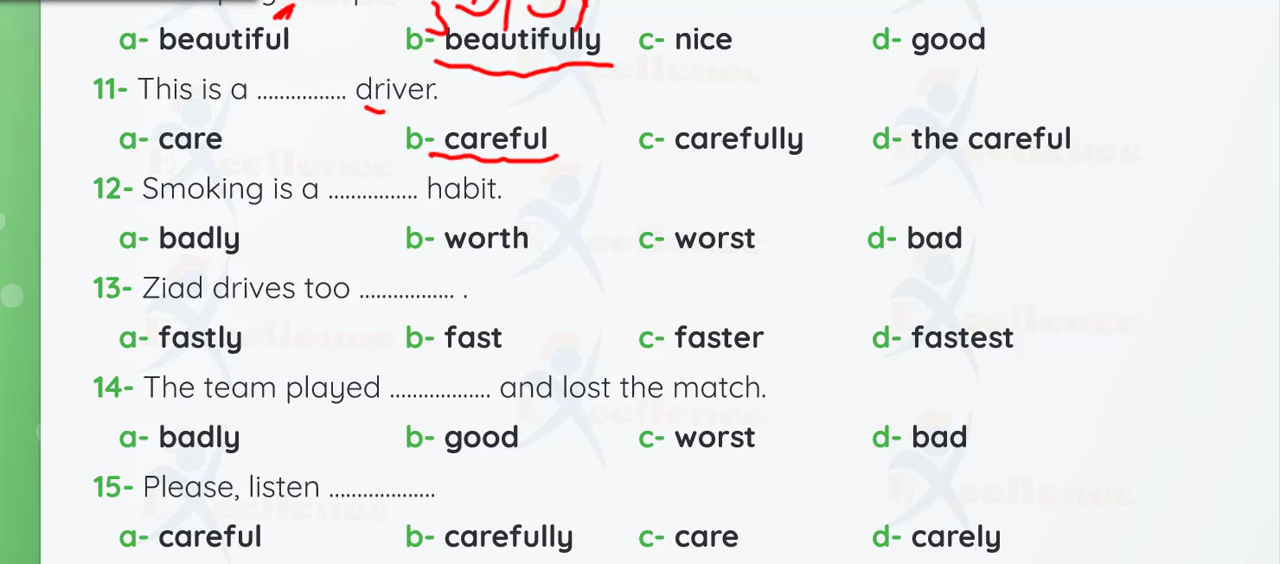 a- beautiful b- beautifully c- nice d- good
11- This is a ................ driver.
a- care b- careful c- carefully d- the careful
12- Smoking is a ................ habit.
a- badly b- worth c- worst d- bad
13- Ziad drives too ................. .
a- fastly b- fast c- faster d- fastest
14- The team played .................. and lost the match.
a- badly b- good c- worst d- bad
15- Please, listen ...................
a- careful b- carefully c- care d- carely